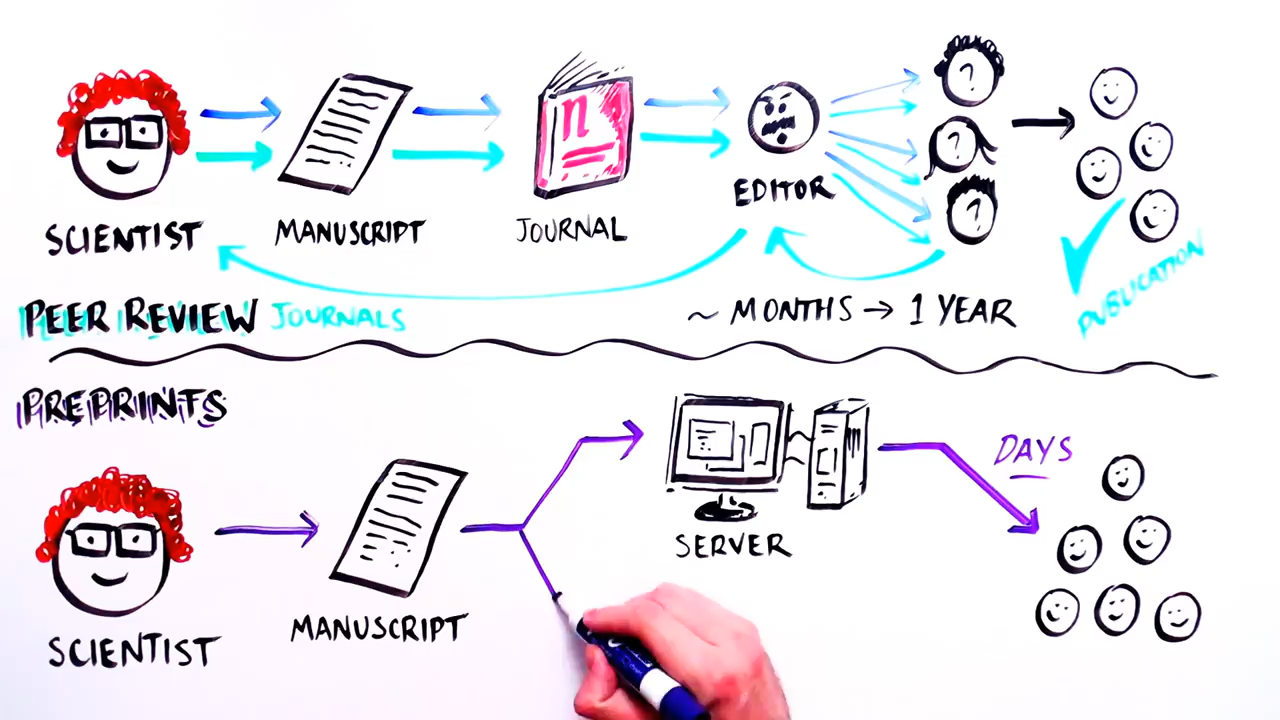 SCIENTIST
MANUSCRIPT
n
JOURNAL
EDITOR
?
?
?
PUBLICATION
PEER REVIEW JOURNALS
~ MONTHS → 1 YEAR
PREPRINTS
SCIENTIST
MANUSCRIPT
SERVER
DAYS